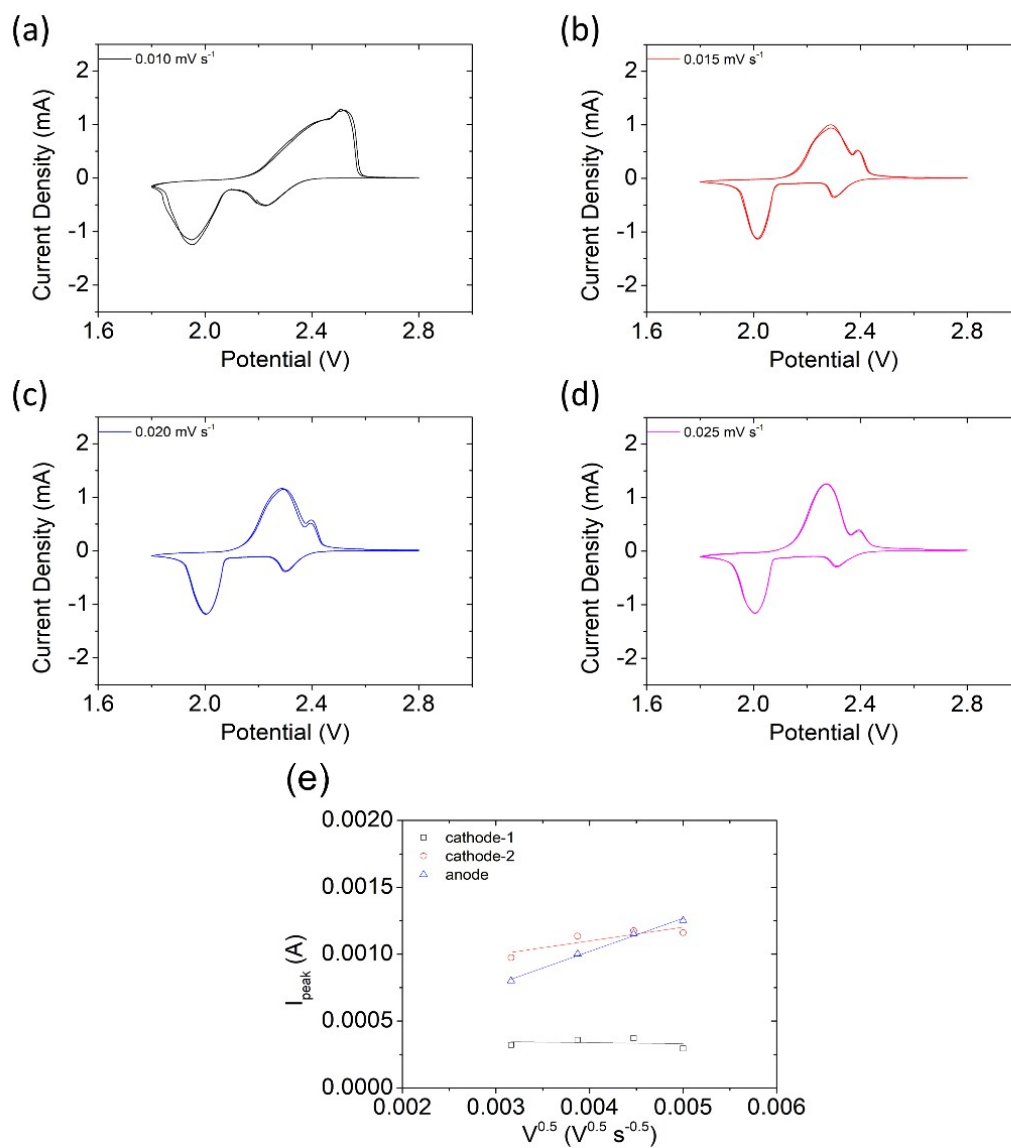 (a)
0.010 mV s⁻¹
Current Density (mA)
2
1
0
-1
-2
1.6 2.0 2.4 2.8
Potential (V)
(b)
0.015 mV s⁻¹
Current Density (mA)
2
1
0
-1
-2
1.6 2.0 2.4 2.8
Potential (V)
(c)
0.020 mV s⁻¹
Current Density (mA)
2
1
0
-1
-2
1.6 2.0 2.4 2.8
Potential (V)
(d)
0.025 mV s⁻¹
Current Density (mA)
2
1
0
-1
-2
1.6 2.0 2.4 2.8
Potential (V)
(e)
cathode-1
cathode-2
anode
I_peak (A)
0.0020
0.0015
0.0010
0.0005
0.0000
0.002 0.003 0.004 0.005 0.006
V^0.5 (V^0.5 s^-0.5)